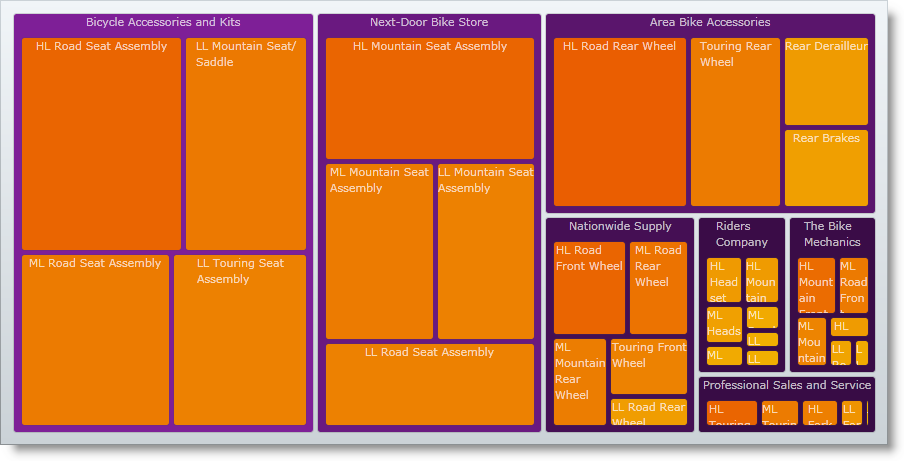 Bicycle Accessories and Kits
HL Road Seat Assembly
LL Mountain Seat/
Saddle
ML Road Seat Assembly
LL Touring Seat
Assembly
Next-Door Bike Store
HL Mountain Seat Assembly
ML Mountain Seat
Assembly
LL Mountain Seat
Assembly
LL Road Seat Assembly
Area Bike Accessories
HL Road Rear Wheel
Touring Rear
Wheel
Rear Derailleur
Rear Brakes
Nationwide Supply
HL Road
Front Wheel
ML Road
Rear
Wheel
ML
Mountain
Rear
Wheel
Touring Front
Wheel
LL Road Rear
Wheel
Riders
Company
HL
Head
set
HL
Moun
tain
ML
Heads
ML
ML
LL
LL
The Bike
Mechanics
HL
Mount
ain
Front
ML
Road
Fron
t
ML
Mou
ntain
HL
LL
L
Professional Sales and Service
HL
Touring
ML
Tourin
HL
Fork
LL
For